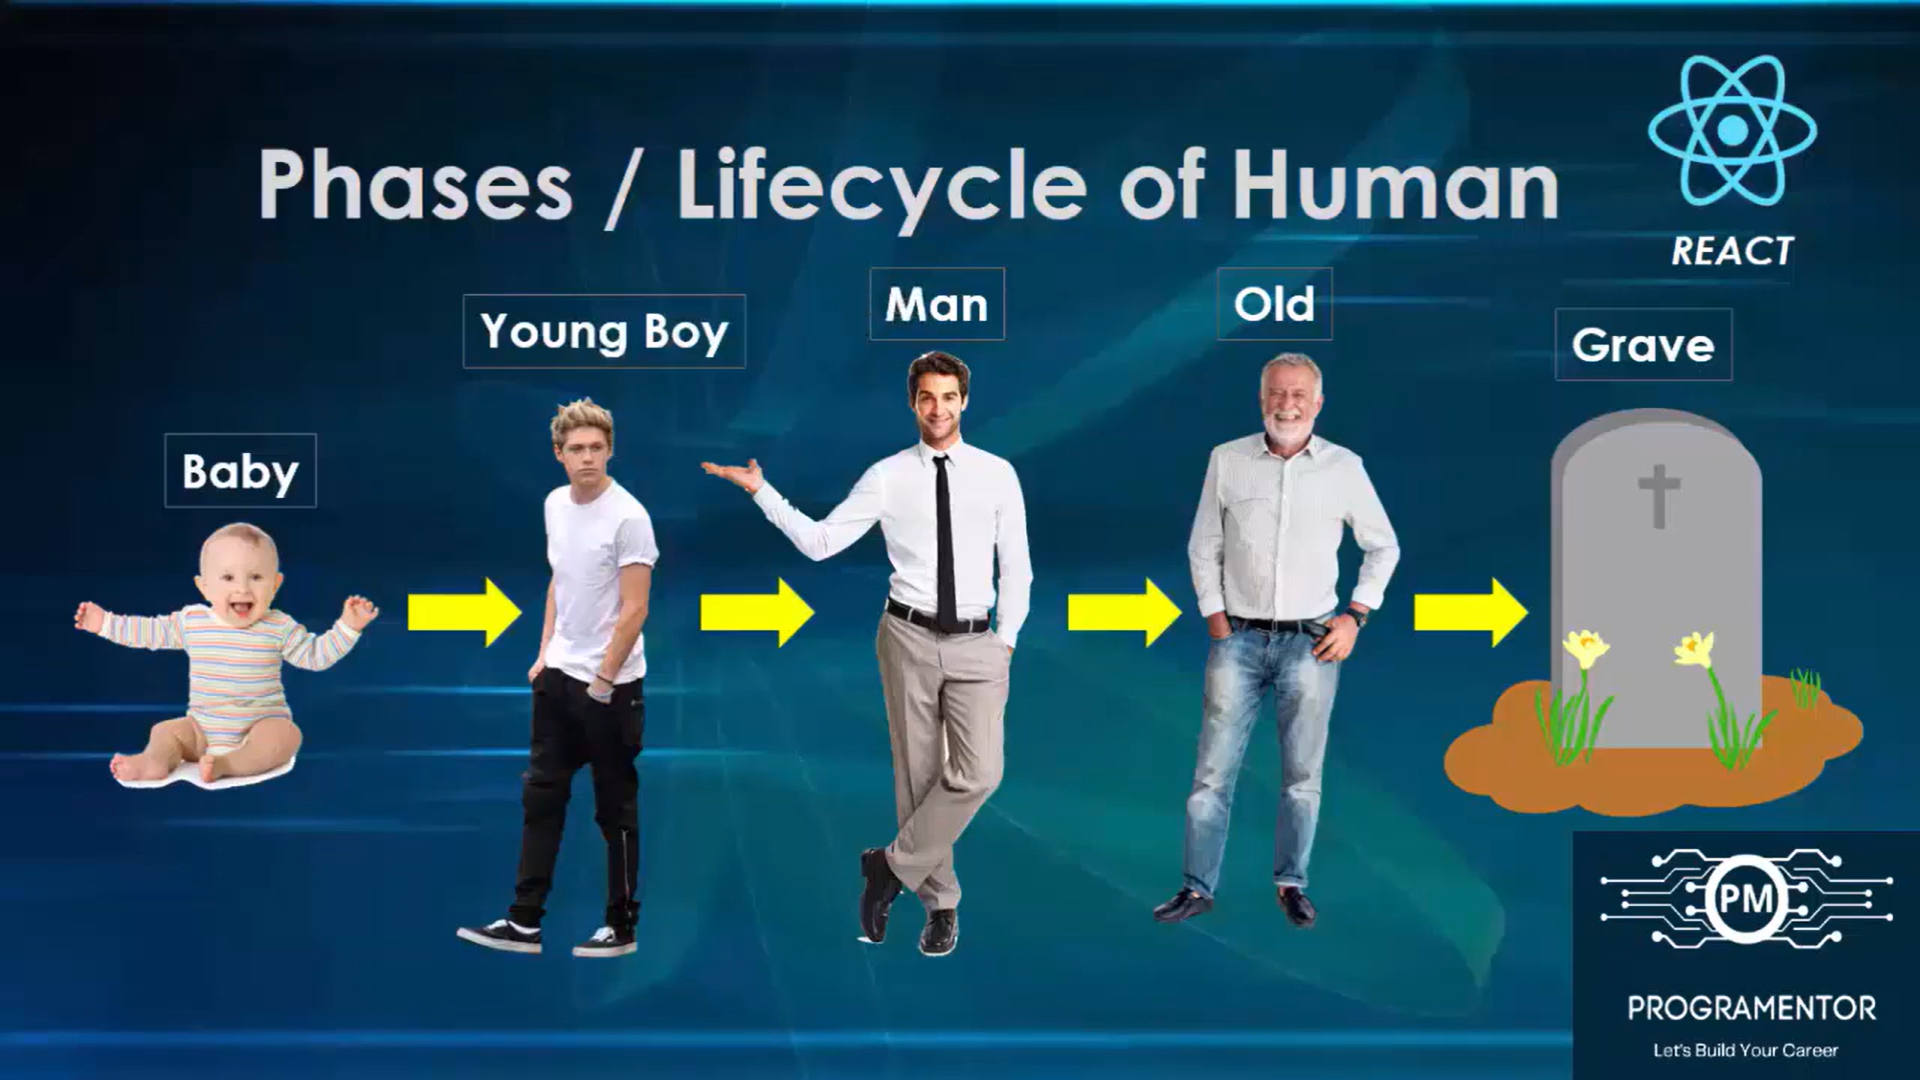 Phases / Lifecycle of Human
REACT
Baby
Young Boy
Man
Old
Grave
PM
PROGRAMENTOR
Let's Build Your Career